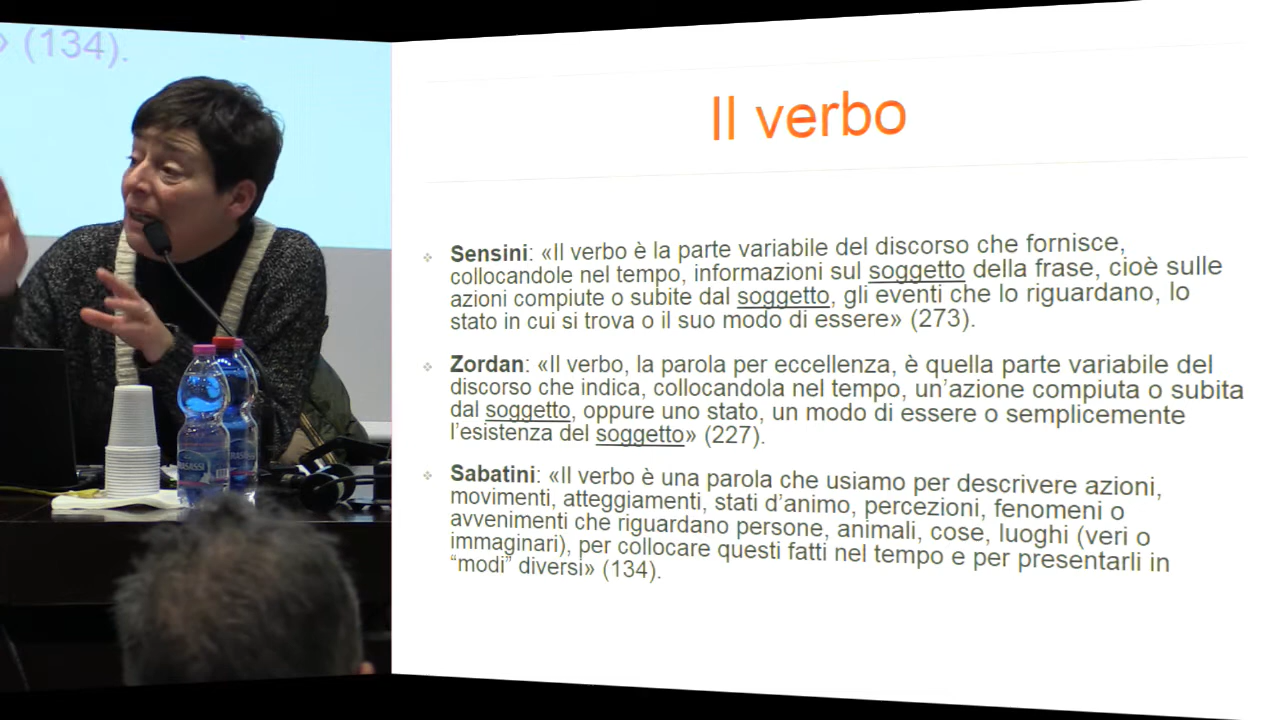 » (134).
Il verbo
Sensini: «Il verbo è la parte variabile del discorso che fornisce,
collocandole nel tempo, informazioni sul soggetto della frase, cioè sulle
azioni compiute o subite dal soggetto, gli eventi che lo riguardano, lo
stato in cui si trova o il suo modo di essere» (273).
Zordan: «Il verbo, la parola per eccellenza, è quella parte variabile del
discorso che indica, collocandola nel tempo, un’azione compiuta o subita
dal soggetto, oppure uno stato, un modo di essere o semplicemente
l’esistenza del soggetto» (227).
Sabatini: «Il verbo è una parola che usiamo per descrivere azioni,
movimenti, atteggiamenti, stati d’animo, percezioni, fenomeni o
avvenimenti che riguardano persone, animali, cose, luoghi (veri o
immaginari), per collocare questi fatti nel tempo e per presentarli in
“modi” diversi» (134).